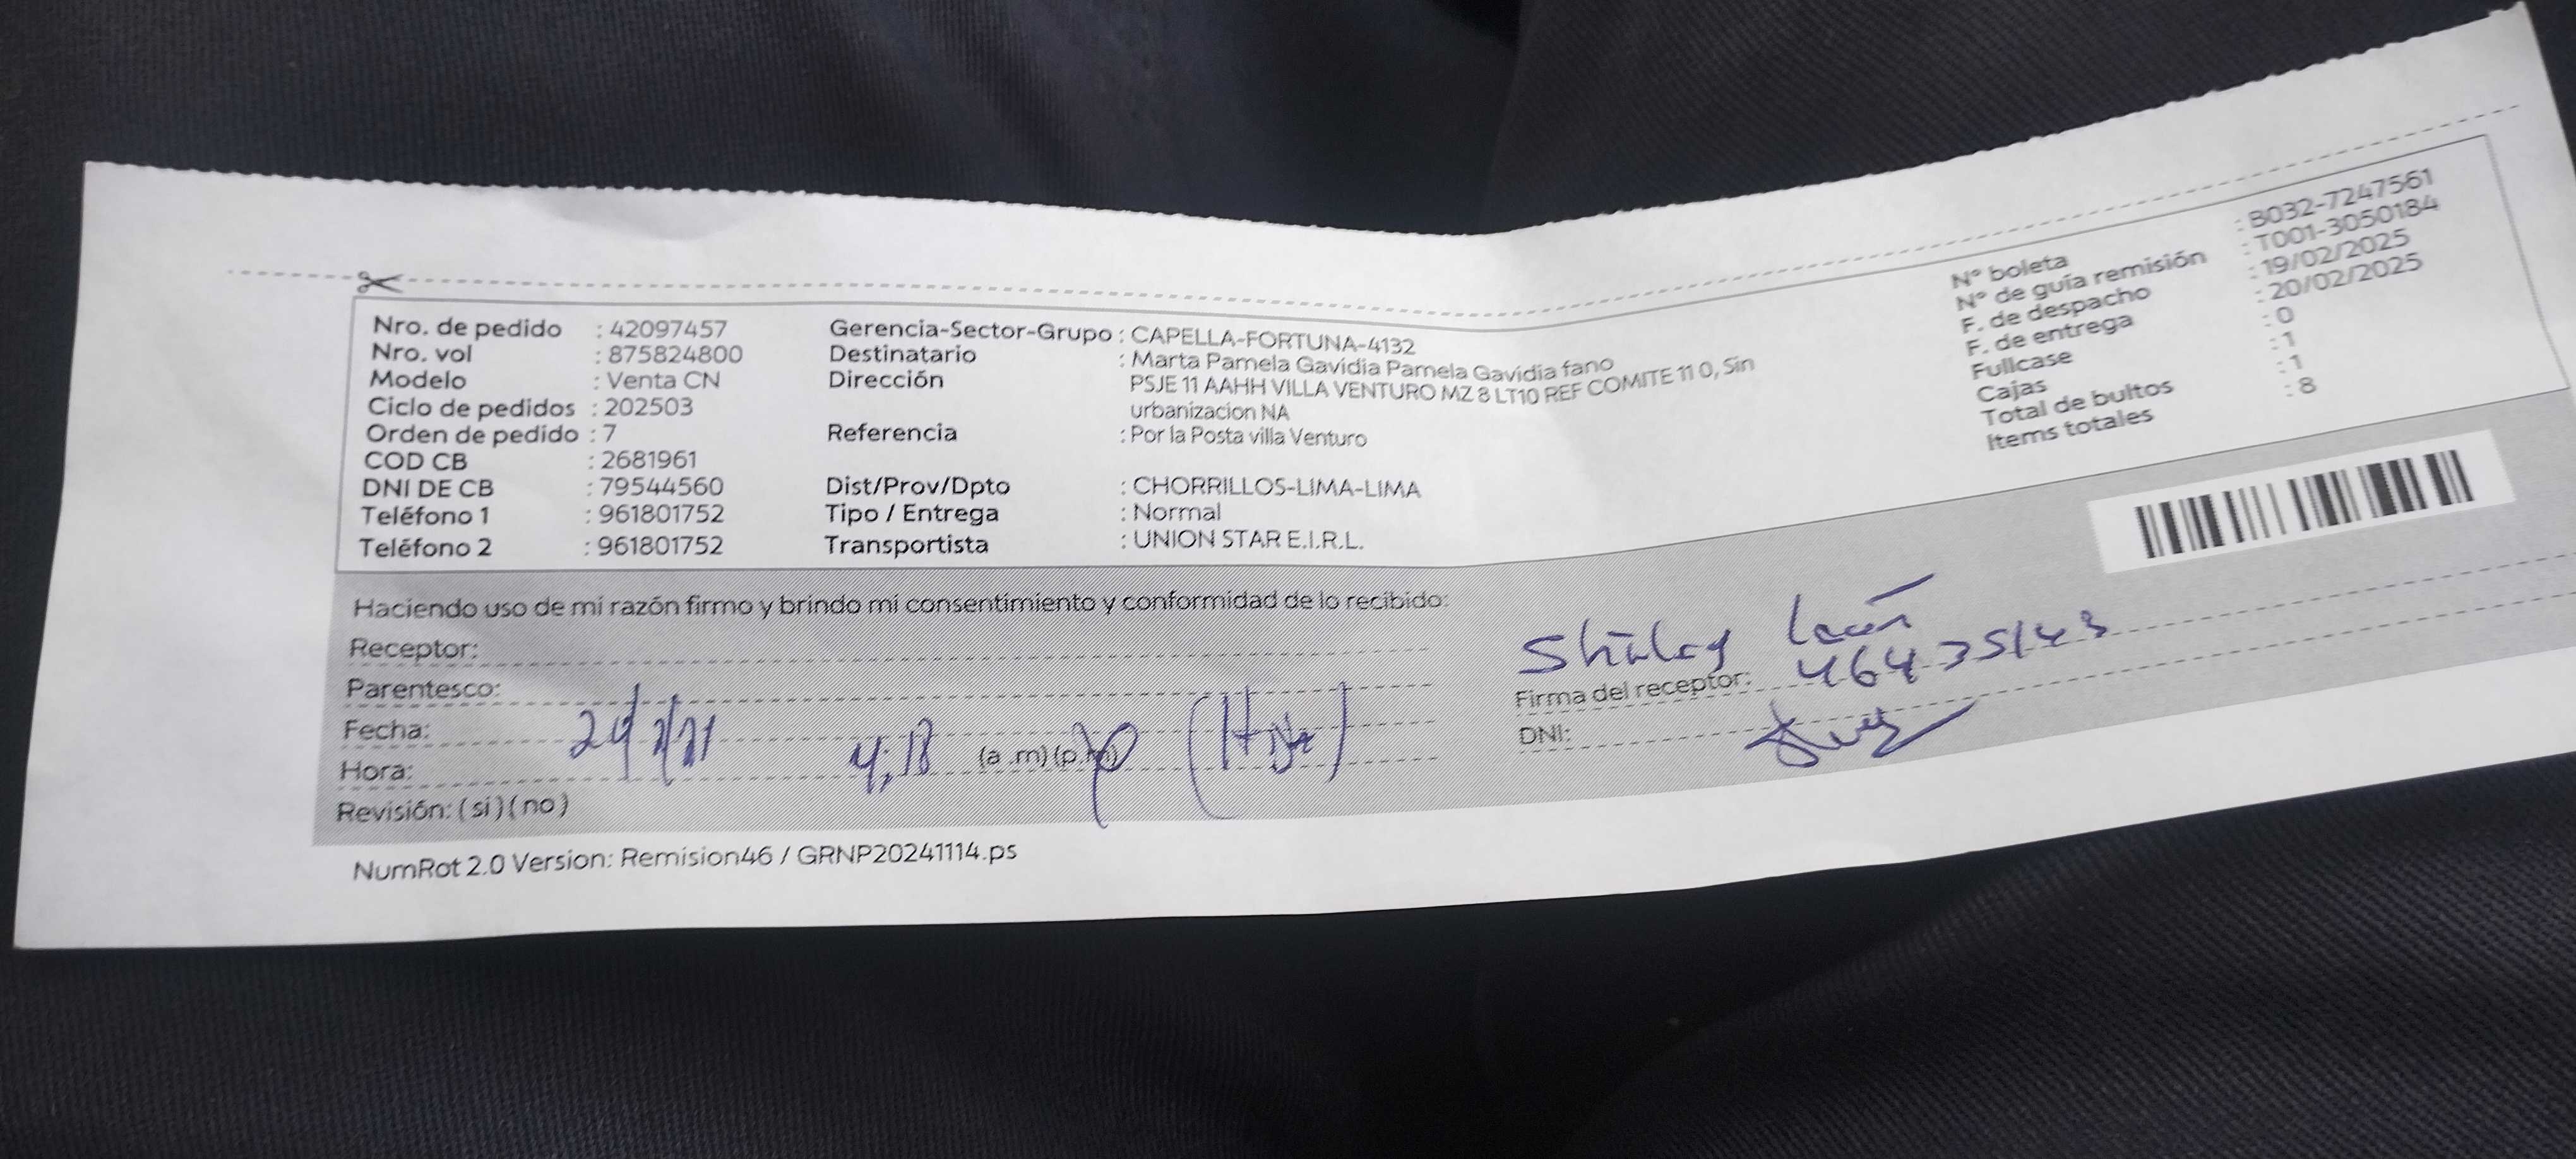 Nro. de pedido : 42097457
Nro. vol : 875824800
Modelo : Venta CN
Ciclo de pedidos : 202503
Orden de pedido : 7
COD CB : 2681961
DNI DE CB : 79544560
Teléfono 1 : 961801752
Teléfono 2 : 961801752
Gerencia-Sector-Grupo : CAPELLA-FORTUNA-4132
Destinatario : Marta Pamela Gavidia Pamela Gavidia fano
Dirección PSJE 11 AAHH VILLA VENTURO MZ 8 LT10 REF COMITE 11 0, Sin
urbanizacion NA
Referencia : Por la Posta villa Venturo
Dist/Prov/Dpto : CHORRILLOS-LIMA-LIMA
Tipo / Entrega : Normal
Transportista : UNION STAR E.I.R.L.
N° boleta : B032-7247561
N° de guía remisión : T001-3050184
F. de despacho : 19/02/2025
F. de entrega : 20/02/2025
Fullcase : 0
Cajas : 1
Total de bultos : 1
Items totales : 8
Haciendo uso de mi razón firmo y brindo mi consentimiento y conformidad de lo recibido:
Receptor:
Parentesco:
Fecha:
Hora: 4:18 (a.m)(p.m)
Revisión: (si)(no)
Firma del receptor: 46435143
DNI:
NumRot 2.0 Version: Remision46 / GRNP20241114.ps